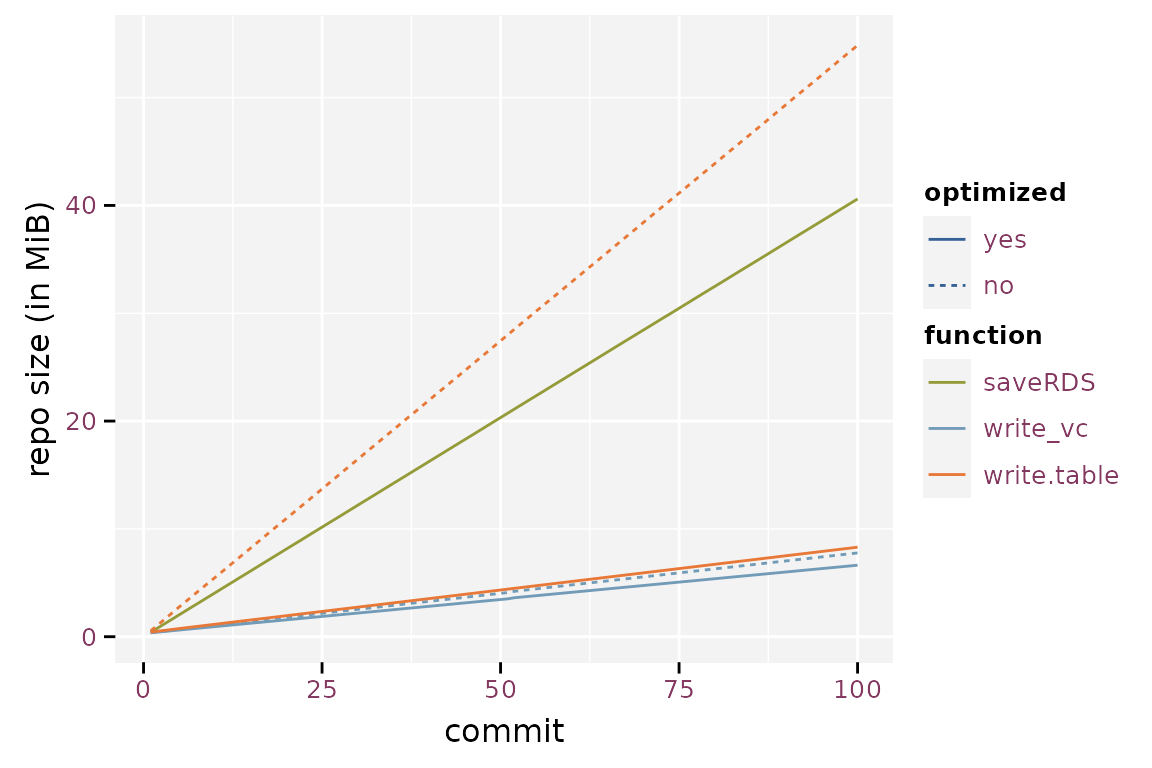 repo size (in MiB)
40
20
0
0 25 50 75 100
commit
optimized
yes
no
function
saveRDS
write_vc
write.table